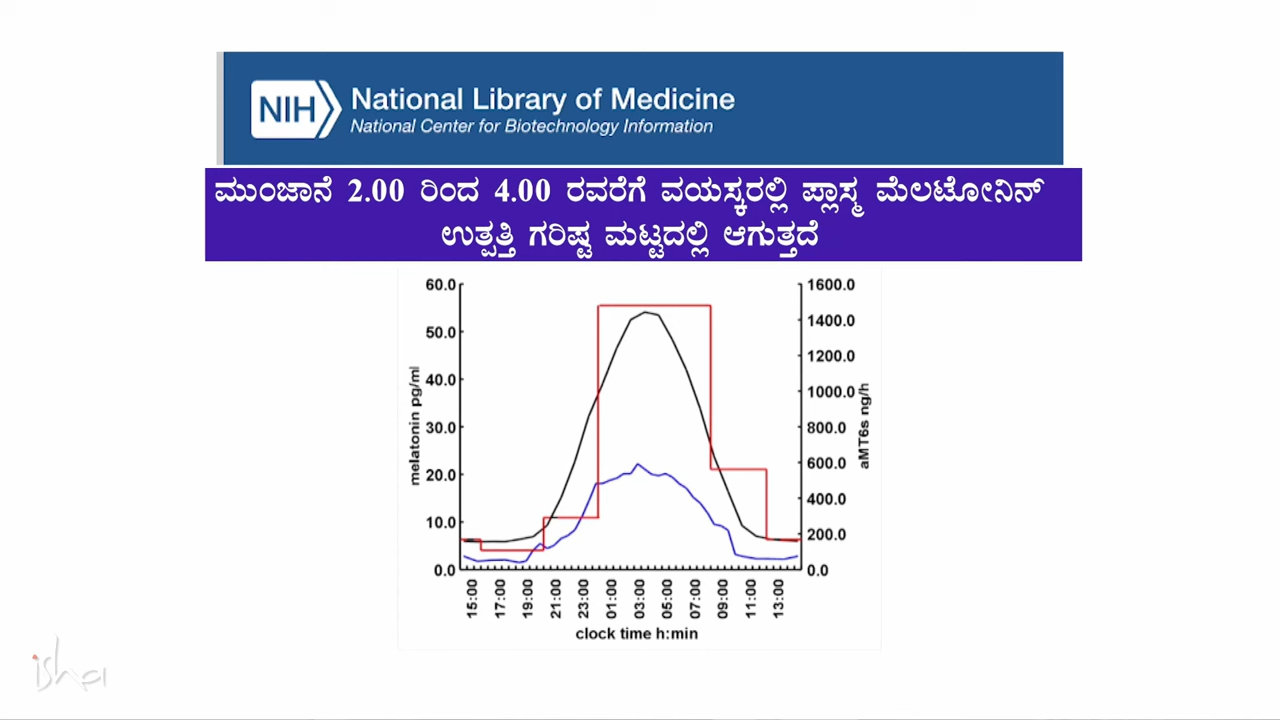 NIH National Library of Medicine
National Center for Biotechnology Information
ಮುಂಜಾನೆ 2.00 ರಿಂದ 4.00 ರವರೆಗೆ ವಯಸ್ಕರಲ್ಲಿ ಪ್ಲಾಸ್ಮ ಮೆಲಟೋನಿನ್
ಉತ್ಪತ್ತಿ ಗರಿಷ್ಟ ಮಟ್ಟದಲ್ಲಿ ಆಗುತ್ತದೆ
60.0 1600.0
1400.0
50.0
1200.0
40.0
1000.0
30.0 800.0
20.0 600.0
400.0
10.0
200.0
0.0 0.0
melatonin pg/ml
aMT6s ng/h
15:00 17:00 19:00 21:00 23:00 01:00 03:00 05:00 07:00 09:00 11:00 13:00
clock time h:min
isha